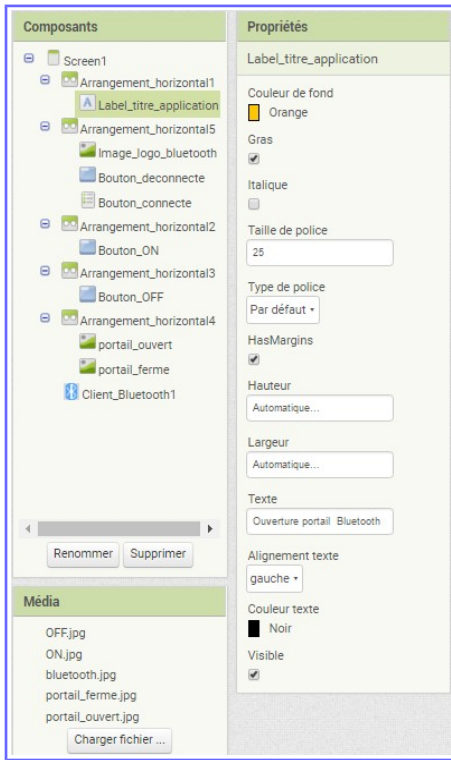 Composants
Screen1
Arrangement_horizontal1
A Label_titre_application
Arrangement_horizontal5
Image_logo_bluetooth
Bouton_deconnecte
Bouton_connecte
Arrangement_horizontal2
Bouton_ON
Arrangement_horizontal3
Bouton_OFF
Arrangement_horizontal4
portail_ouvert
portail_ferme
Client_Bluetooth1
Renommer Supprimer
Média
OFF.jpg
ON.jpg
bluetooth.jpg
portail_ferme.jpg
portail_ouvert.jpg
Charger fichier ...
Propriétés
Label_titre_application
Couleur de fond
Orange
Gras
Italique
Taille de police
25
Type de police
Par défaut
HasMargins
Hauteur
Automatique...
Largeur
Automatique...
Texte
Ouverture portail Bluetooth
Alignement texte
gauche
Couleur texte
Noir
Visible